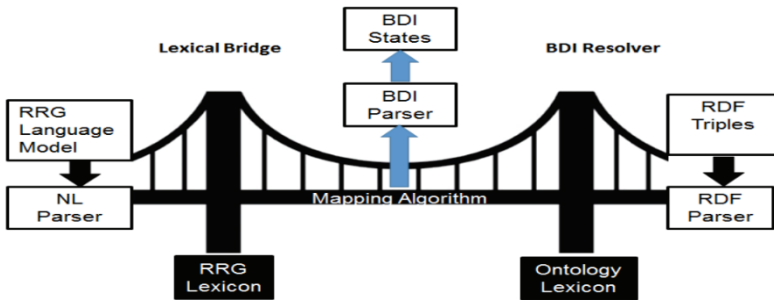 BDI
States
Lexical Bridge
BDI Resolver
BDI
Parser
RRG
Language
Model
RDF
Triples
NL
Parser
Mapping Algorithm
RDF
Parser
RRG
Lexicon
Ontology
Lexicon